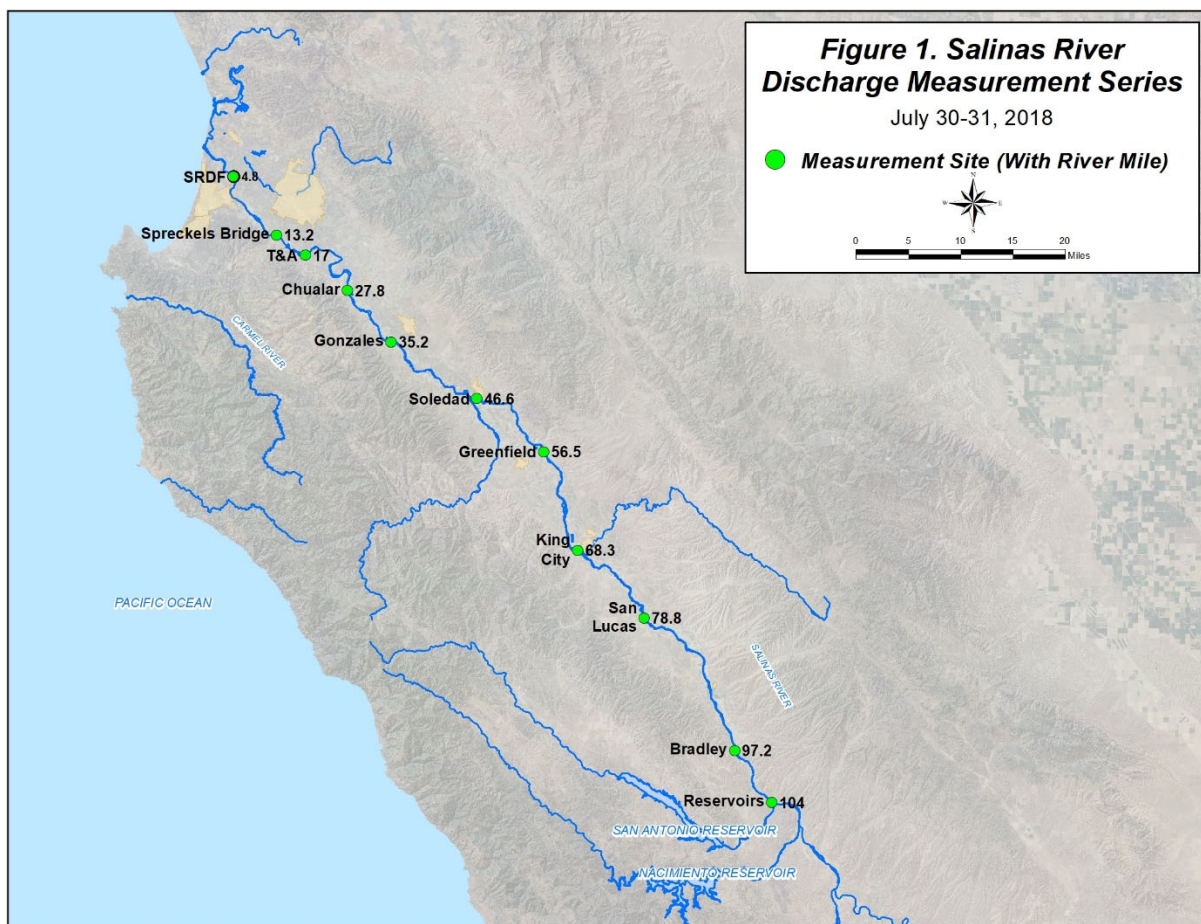 Figure 1. Salinas River
Discharge Measurement Series
July 30-31, 2018
Measurement Site (With River Mile)
N
W
E
S
0 5 10 15 20
Miles
SRDF 4.8
Spreckels Bridge 13.2
T&A 17
Chualar 27.8
CARMEL RIVER
Gonzales 35.2
Soledad 46.6
Greenfield 56.5
King
City 68.3
PACIFIC OCEAN
San
Lucas 78.8
SALINAS RIVER
Bradley 97.2
Reservoirs 104
SAN ANTONIO RESERVOIR
NACIMIENTO RESERVOIR